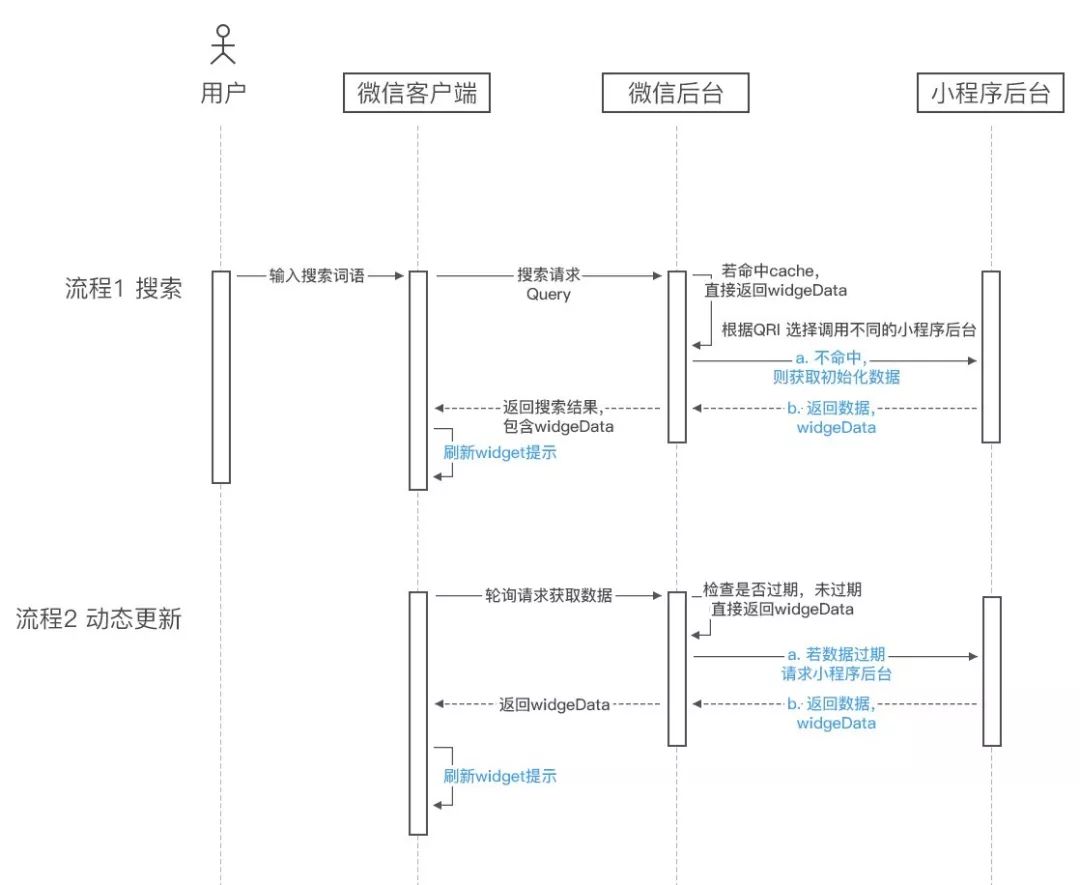 用户
微信客户端
微信后台
小程序后台
流程1 搜索
输入搜索词语
搜索请求
Query
若命中cache,
直接返回widgeData
根据QRI 选择调用不同的小程序后台
a. 不命中,
则获取初始化数据
返回搜索结果,
包含widgeData
b. 返回数据,
widgeData
刷新widget提示
流程2 动态更新
轮询请求获取数据
检查是否过期，未过期
直接返回widgeData
a. 若数据过期
请求小程序后台
返回widgeData
b. 返回数据,
widgeData
刷新widget提示